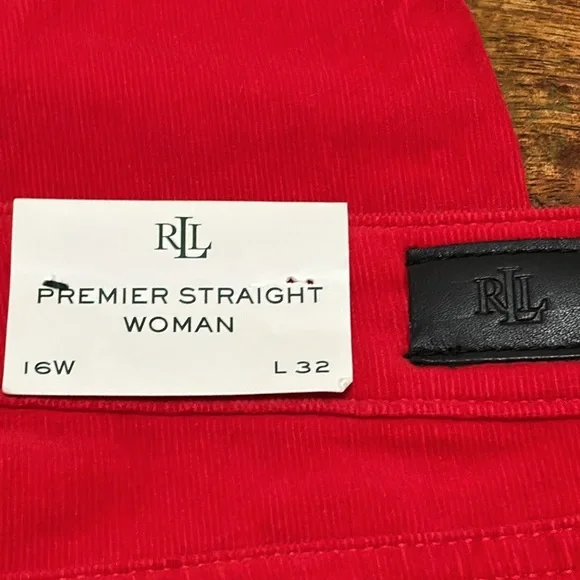 RLL
PREMIER STRAIGHT
WOMAN
16W L 32
RLL